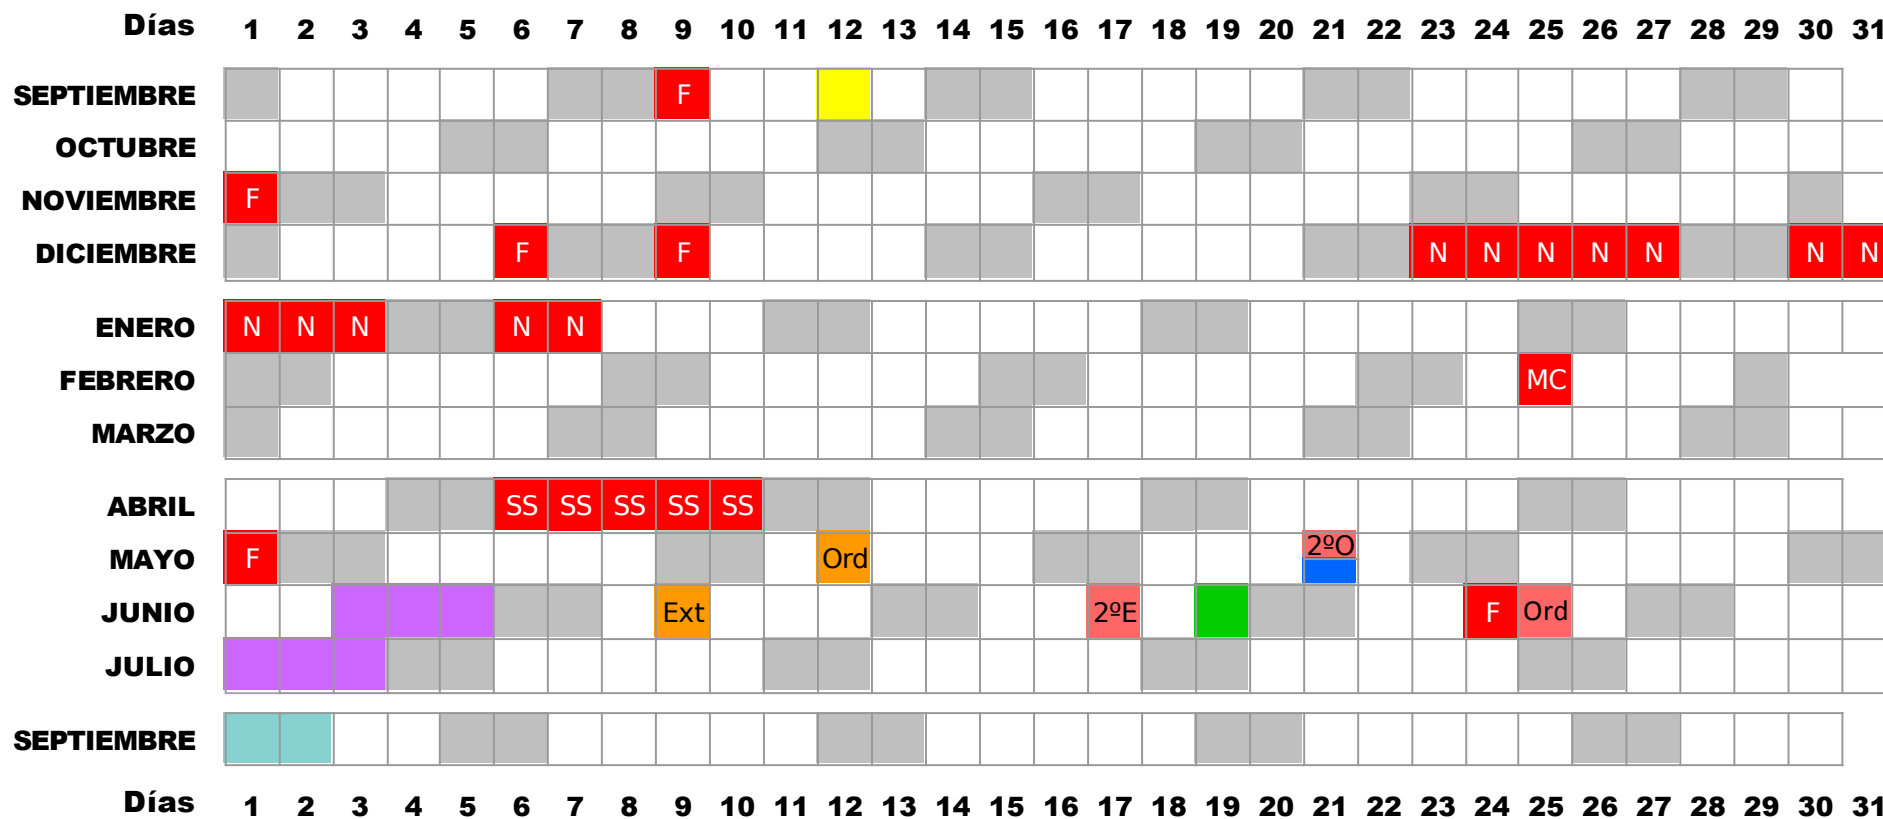 Días 1 2 3 4 5 6 7 8 9 10 11 12 13 14 15 16 17 18 19 20 21 22 23 24 25 26 27 28 29 30 31
SEPTIEMBRE F
OCTUBRE
NOVIEMBRE F
DICIEMBRE F F N N N N N N N
ENERO N N N N N
FEBRERO MC
MARZO
ABRIL SS SS SS SS SS
MAYO F Ord 2ºO
JUNIO Ext 2ºE F Ord
JULIO
SEPTIEMBRE
Días 1 2 3 4 5 6 7 8 9 10 11 12 13 14 15 16 17 18 19 20 21 22 23 24 25 26 27 28 29 30 31